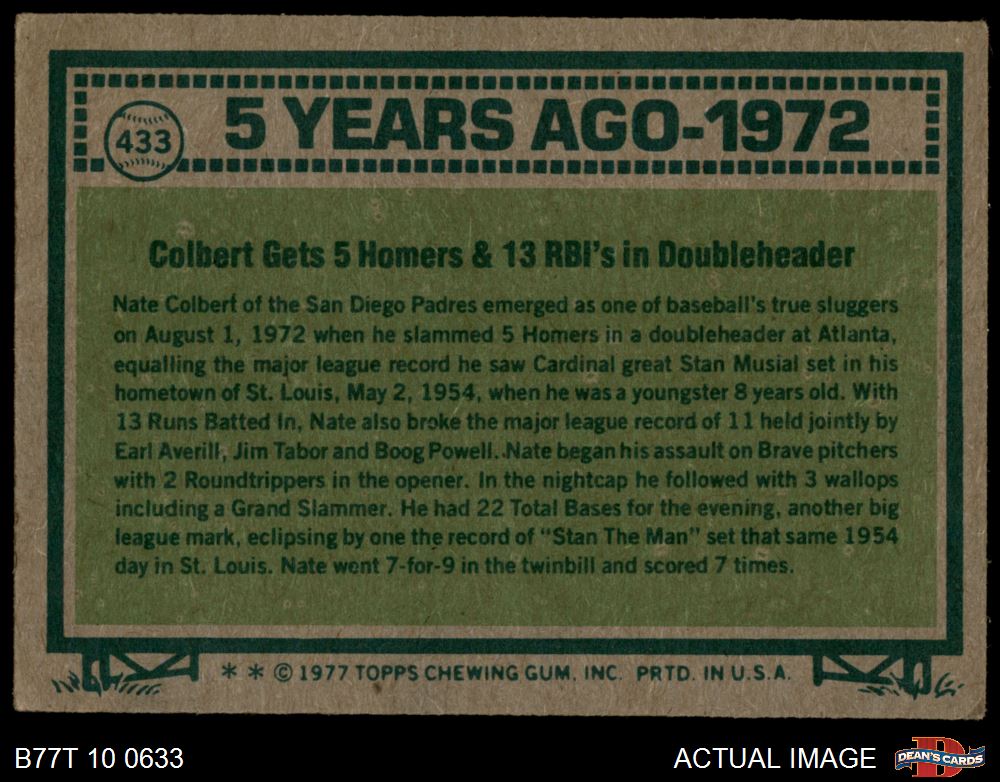 433
5 YEARS AGO-1972
Colbert Gets 5 Homers & 13 RBI's in Doubleheader
Nate Colbert of the San Diego Padres emerged as one of baseball's true sluggers
on August 1, 1972 when he slammed 5 Homers in a doubleheader at Atlanta,
equalling the major league record he saw Cardinal great Stan Musial set in his
hometown of St. Louis, May 2, 1954, when he was a youngster 8 years old. With
13 Runs Batted In, Nate also broke the major league record of 11 held jointly by
Earl Averill, Jim Tabor and Boog Powell. Nate began his assault on Brave pitchers
with 2 Roundtrippers in the opener. In the nightcap he followed with 3 wallops
including a Grand Slammer. He had 22 Total Bases for the evening, another big
league mark, eclipsing by one the record of "Stan The Man" set that same 1954
day in St. Louis. Nate went 7-for-9 in the twinbill and scored 7 times.
* * © 1977 TOPPS CHEWING GUM, INC. PRTD. IN U.S.A.
B77T 10 0633
ACTUAL IMAGE
D
DEAN'S CARDS